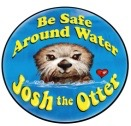 Be Safe
Around Water
Josh the Otter